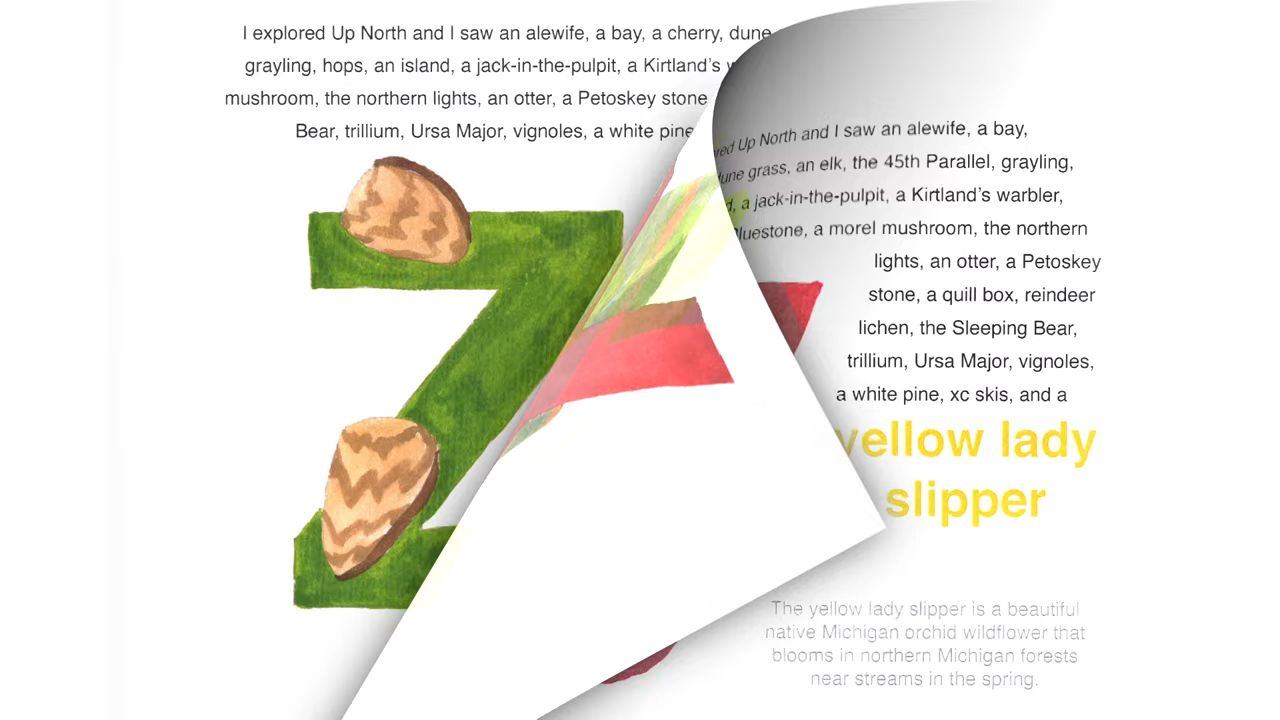 I explored Up North and I saw an alewife, a bay, a cherry, dune
grayling, hops, an island, a jack-in-the-pulpit, a Kirtland's
mushroom, the northern lights, an otter, a Petoskey stone
Bear, trillium, Ursa Major, vignoles, a white pine
Up North and I saw an alewife, a bay,
dune grass, an elk, the 45th Parallel, grayling,
a jack-in-the-pulpit, a Kirtland's warbler,
a morel mushroom, the northern
lights, an otter, a Petoskey
stone, a quill box, reindeer
lichen, the Sleeping Bear,
trillium, Ursa Major, vignoles,
a white pine, xc skis, and a
yellow lady
slipper
The yellow lady slipper is a beautiful
native Michigan orchid wildflower that
blooms in northern Michigan forests
near streams in the spring.
Z